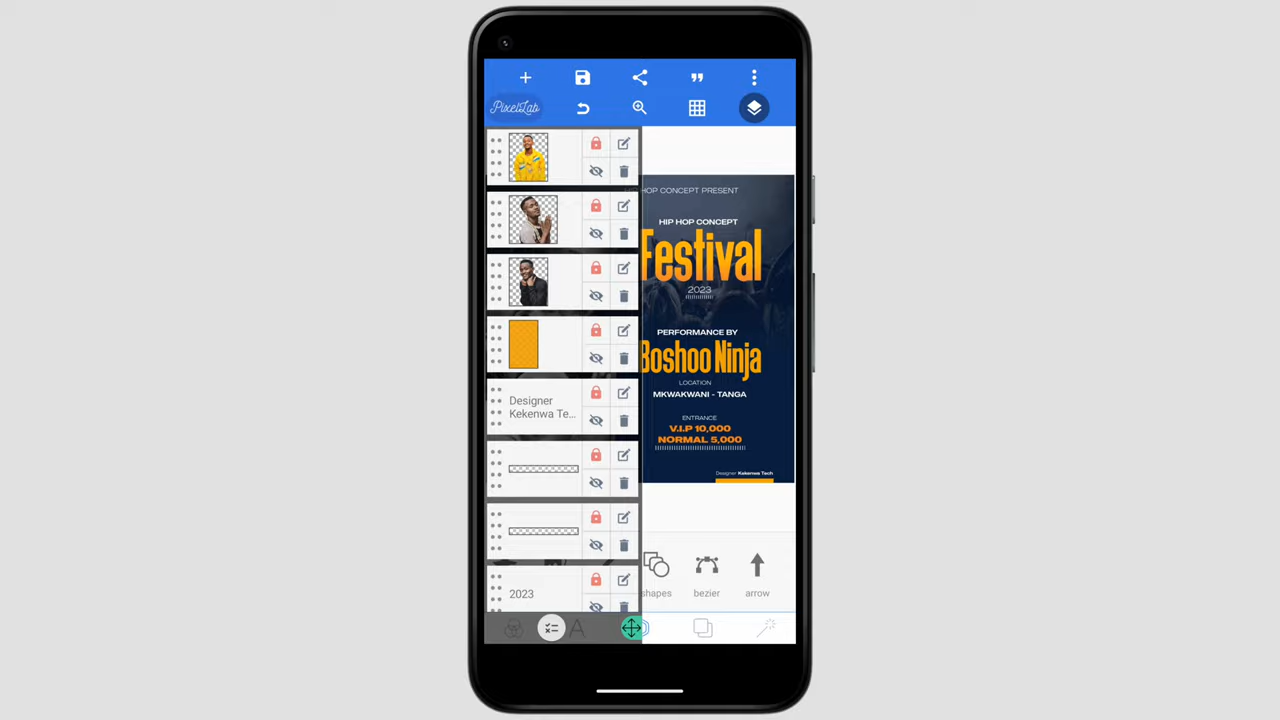 PixelLab
HOP CONCEPT PRESENT
HIP HOP CONCEPT
Festival
2023
PERFORMANCE BY
Boshoo Ninja
LOCATION
MKWAKWANI - TANGA
ENTRANCE
V.I.P 10,000
NORMAL 5,000
Designer Kekenwa Tech
Designer
Kekenwa Te...
2023
shapes
bezier
arrow